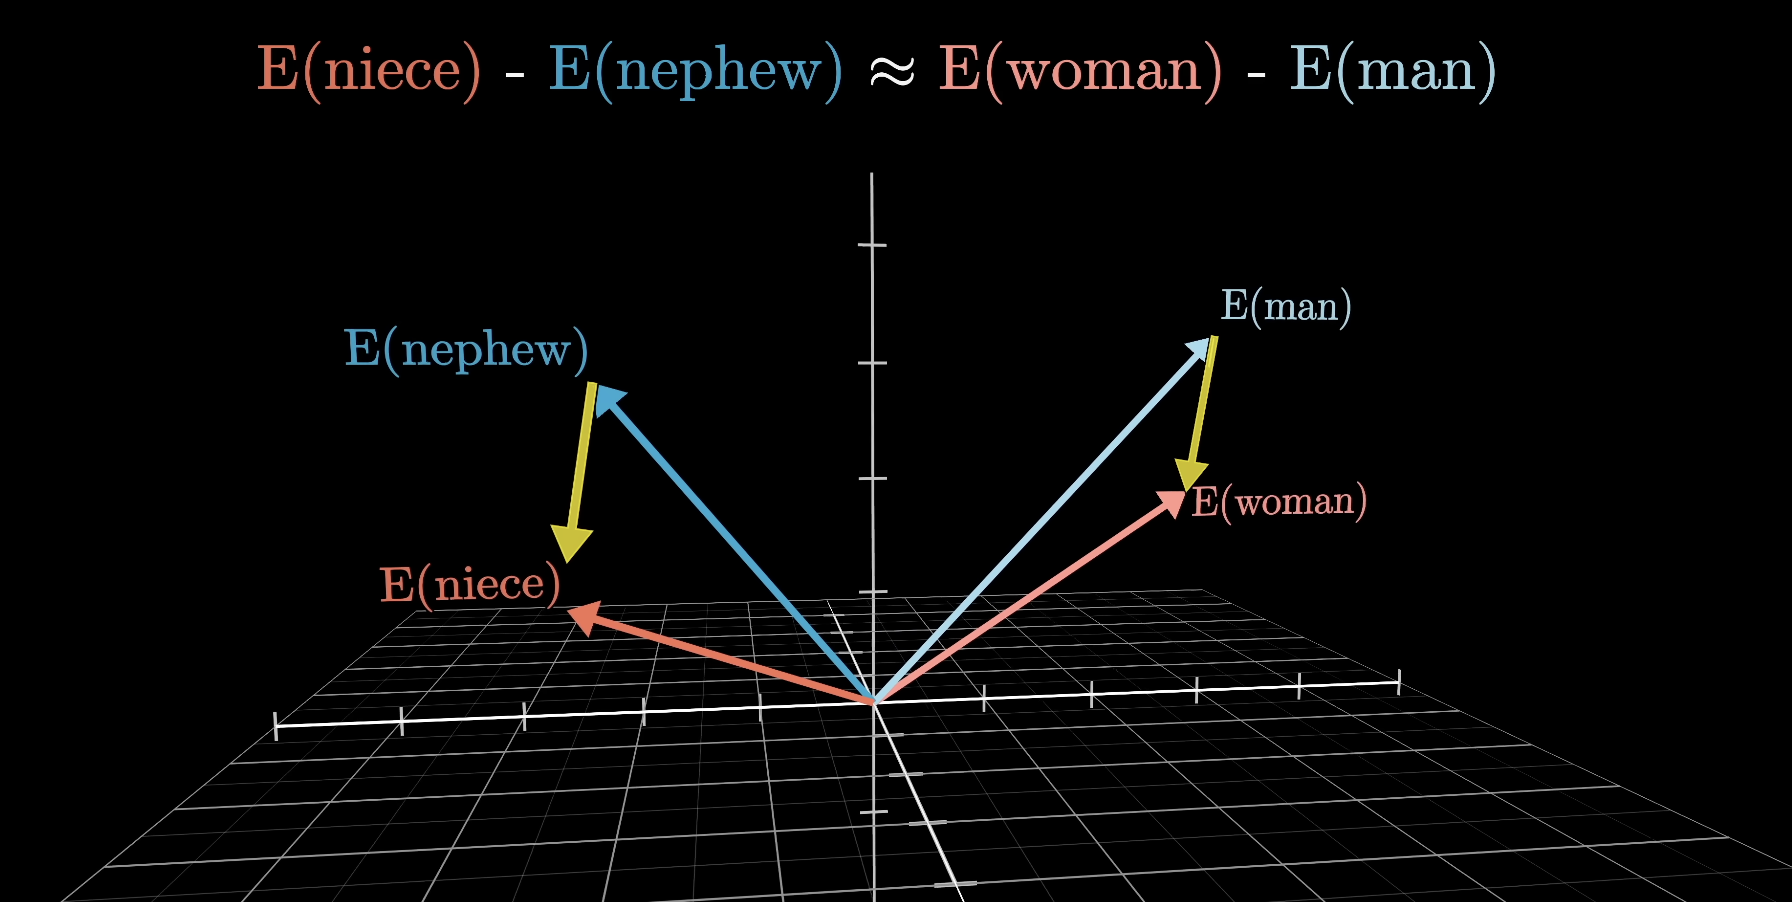 E(niece) - E(nephew) ≈ E(woman) - E(man)
E(man)
E(nephew)
E(woman)
E(niece)